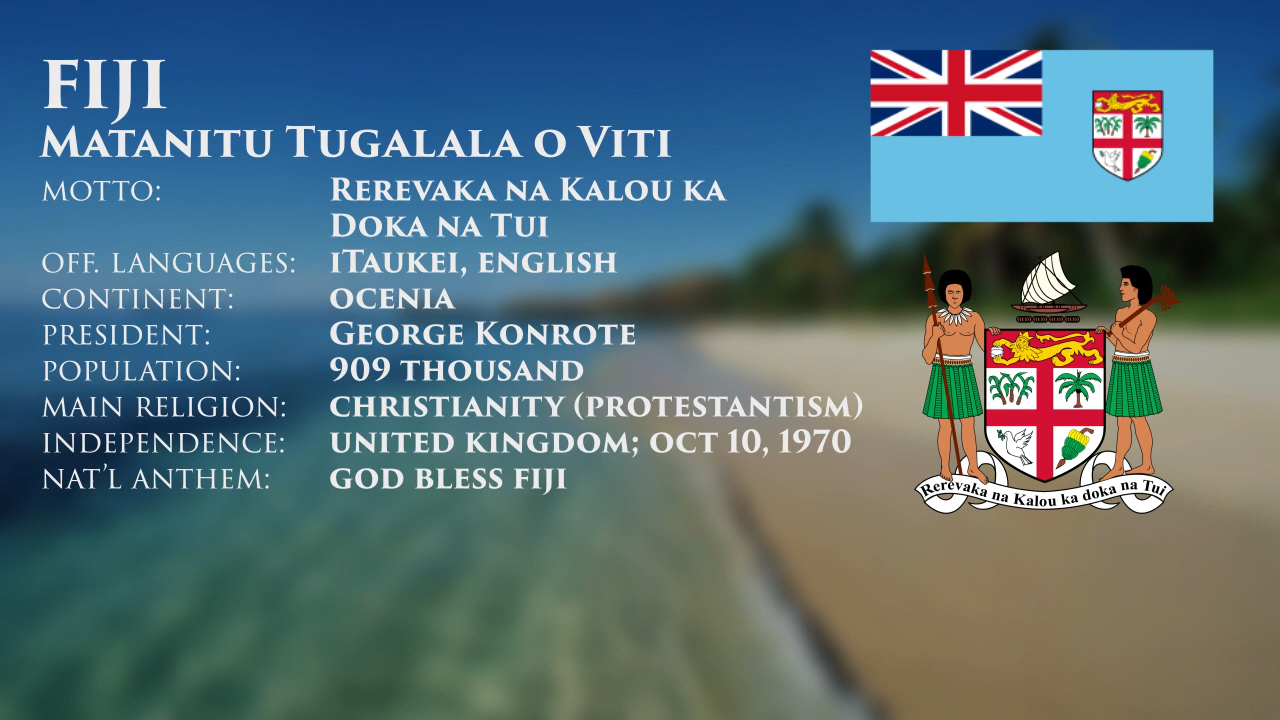 FIJI
Matanitu Tugalala o Viti
MOTTO: Rerevaka na Kalou ka
Doka na Tui
OFF. LANGUAGES: iTaukei, english
CONTINENT: ocenia
PRESIDENT: George Konrote
POPULATION: 909 thousand
MAIN RELIGION: christianity (protestantism)
INDEPENDENCE: united kingdom; oct 10, 1970
NAT'L ANTHEM: god bless fiji
Rerevaka na Kalou ka doka na Tui